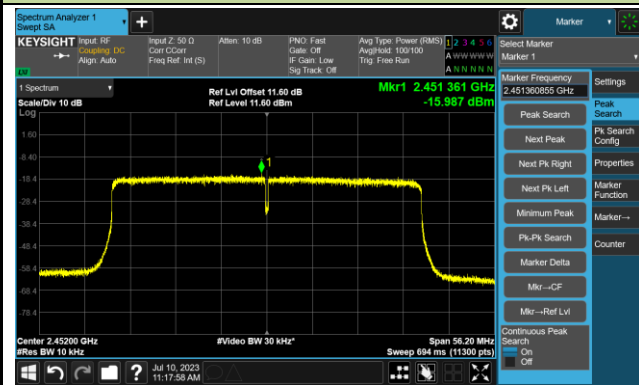 Spectrum Analyzer 1
Swept SA
Marker
KEYSIGHT
Input: RF
Coupling: DC
Align: Auto
Input Z: 50 Ω
Corr CCorr
Freq Ref: Int (S)
Atten: 10 dB
PNO: Fast
Gate: Off
IF Gain: Low
Sig Track: Off
Avg Type: Power (RMS)
Avg|Hold: 100/100
Trig: Free Run
1 2 3 4 5 6
A W W W W W
A N N N N N
LVI
Select Marker
Marker 1
1 Spectrum
Scale/Div 10 dB
Log
Ref Lvl Offset 11.60 dB
Ref Level 11.60 dBm
Mkr1 2.451 361 GHz
-15.987 dBm
1.60
-8.40
-18.4
-28.4
-38.4
-48.4
-58.4
-68.4
-78.4
1
Center 2.45200 GHz
#Res BW 10 kHz
#Video BW 30 kHz*
Span 56.20 MHz
Sweep 694 ms (11300 pts)
Marker Frequency
2.451360855 GHz
Peak Search
Next Peak
Next Pk Right
Next Pk Left
Minimum Peak
Pk-Pk Search
Marker Delta
Mkr→CF
Mkr→Ref Lvl
Continuous Peak
Search
On
Off
Settings
Peak
Search
Pk Search
Config
Properties
Marker
Function
Marker→
Counter
Jul 10, 2023
11:17:58 AM